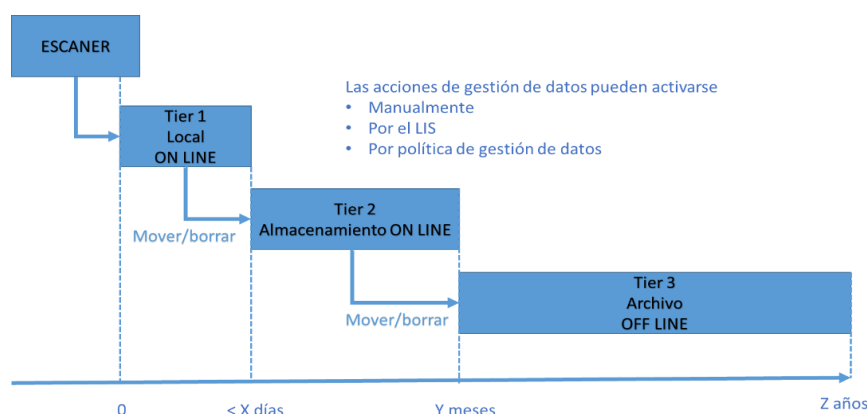 ESCANER
Las acciones de gestión de datos pueden activarse
• Manualmente
• Por el LIS
• Por política de gestión de datos
Tier 1
Local
ON LINE
Mover/borrar
Tier 2
Almacenamiento ON LINE
Mover/borrar
Tier 3
Archivo
OFF LINE
0
< X días
Y meses
Z años